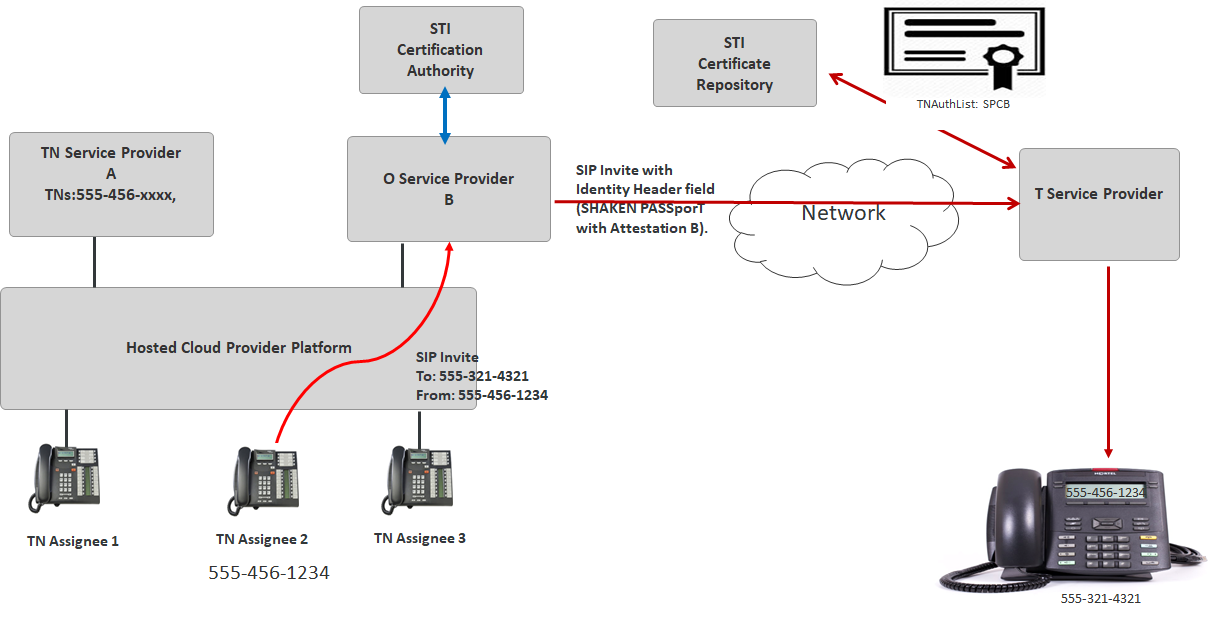 STI
Certification
Authority
STI
Certificate
Repository
TNAuthList: SPCB
TN Service Provider
A
TNs:555-456-xxxx,
O Service Provider
B
SIP Invite with
Identity Header field
(SHAKEN PASSporT
with Attestation B).
Network
T Service Provider
Hosted Cloud Provider Platform
SIP Invite
To: 555-321-4321
From: 555-456-1234
NORTEL
555-456-1234
TN Assignee 1
TN Assignee 2
TN Assignee 3
555-456-1234
555-321-4321